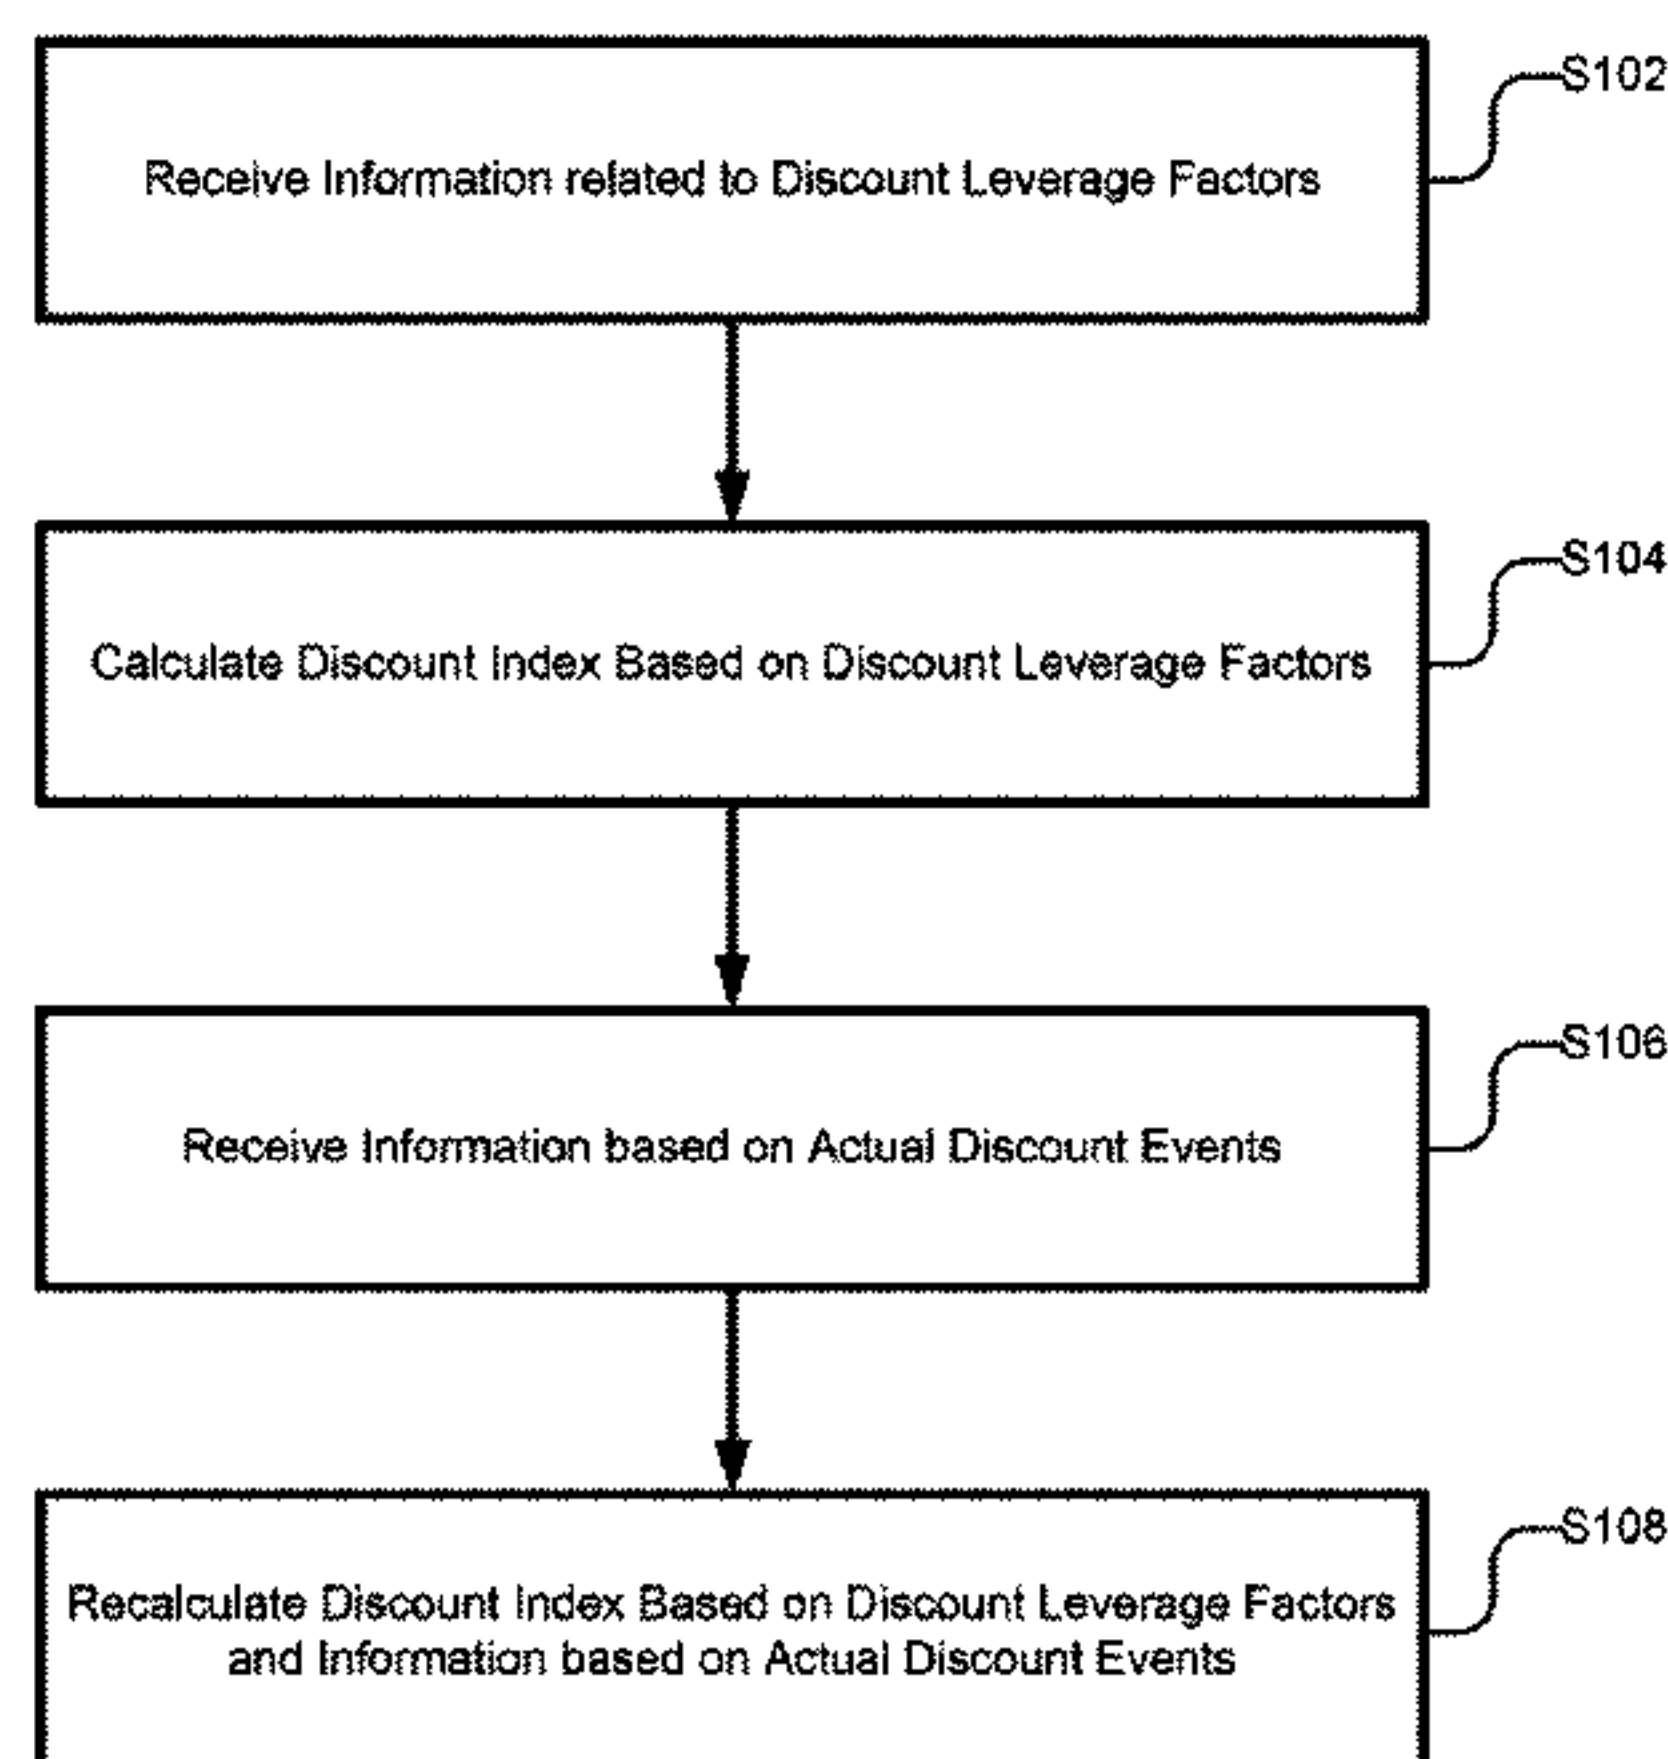 S102
Receive Information related to Discount Leverage Factors
S104
Calculate Discount Index Based on Discount Leverage Factors
S106
Receive Information based on Actual Discount Events
S108
Recalculate Discount Index Based on Discount Leverage Factors
and Information based on Actual Discount Events